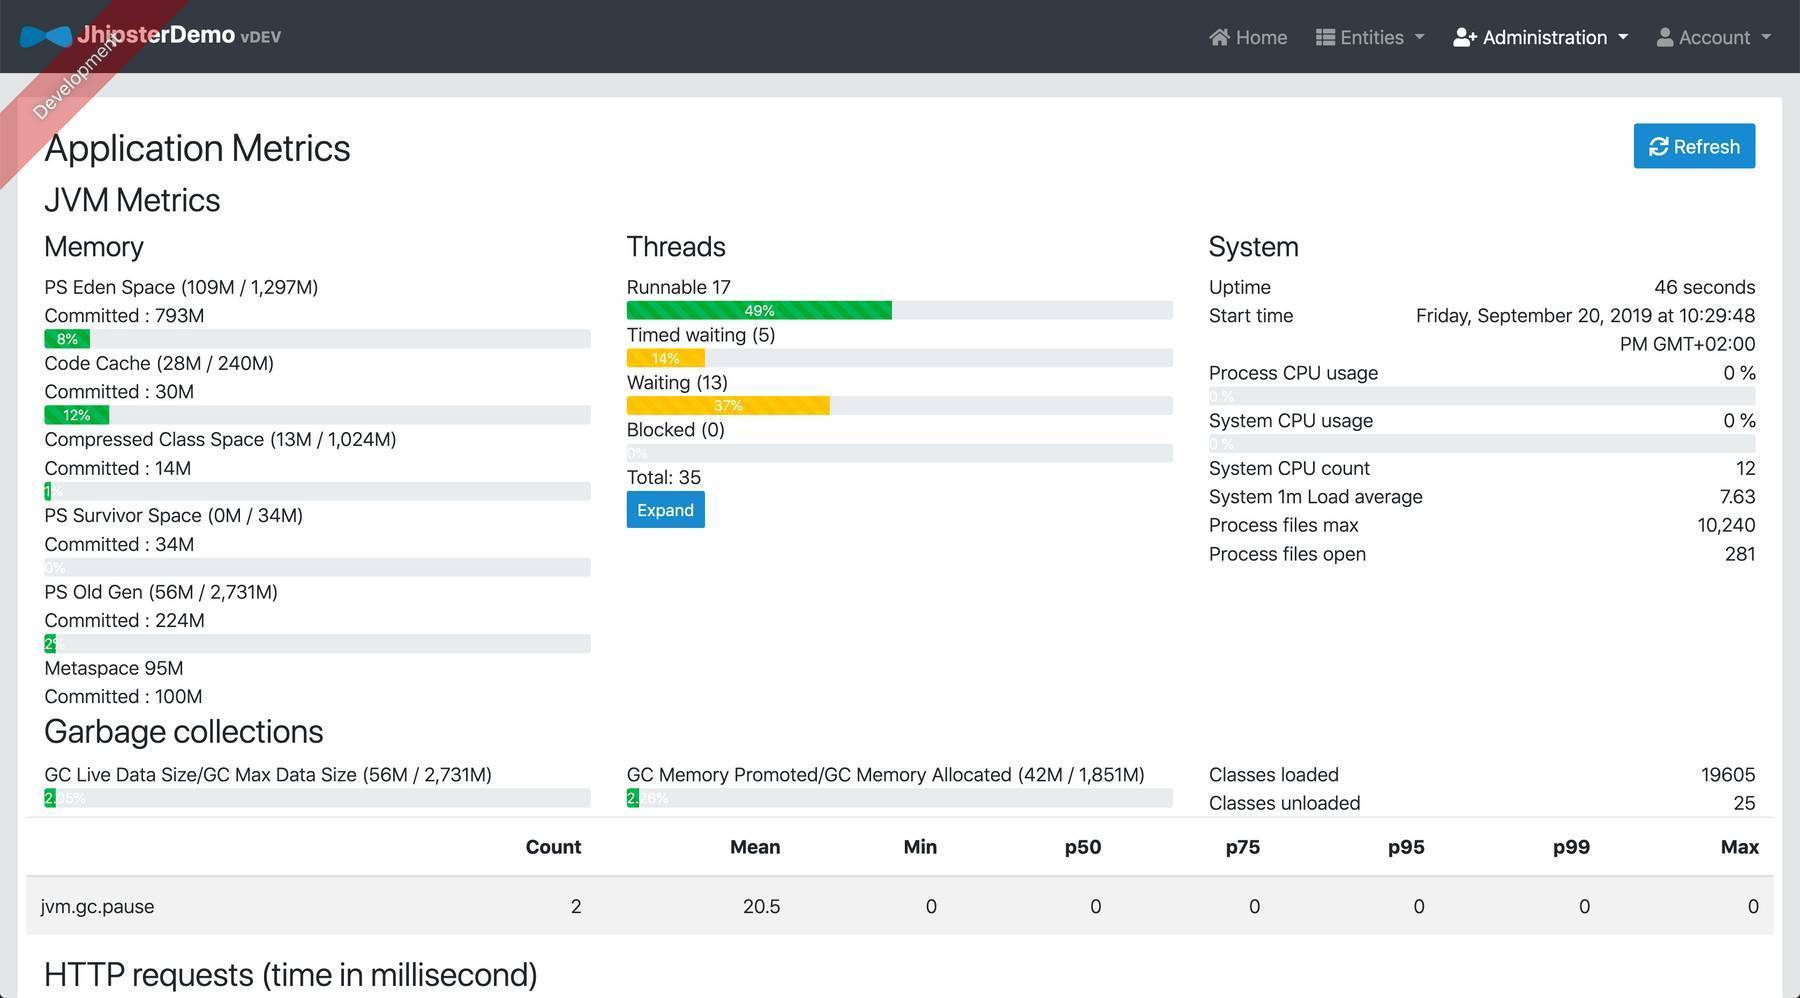 JhipsterDemo vDEV
Home
Entities
Administration
Account
Development
Application Metrics
Refresh
JVM Metrics
Memory
PS Eden Space (109M / 1,297M)
Committed : 793M
8%
Code Cache (28M / 240M)
Committed : 30M
12%
Compressed Class Space (13M / 1,024M)
Committed : 14M
1%
PS Survivor Space (0M / 34M)
Committed : 34M
0%
PS Old Gen (56M / 2,731M)
Committed : 224M
2%
Metaspace 95M
Committed : 100M
Threads
Runnable 17
49%
Timed waiting (5)
14%
Waiting (13)
37%
Blocked (0)
0%
Total: 35
Expand
System
Uptime 46 seconds
Start time Friday, September 20, 2019 at 10:29:48
PM GMT+02:00
Process CPU usage 0 %
0 %
System CPU usage 0 %
0 %
System CPU count 12
System 1m Load average 7.63
Process files max 10,240
Process files open 281
Garbage collections
GC Live Data Size/GC Max Data Size (56M / 2,731M)
2.05%
GC Memory Promoted/GC Memory Allocated (42M / 1,851M)
2.26%
Classes loaded 19605
Classes unloaded 25
Count Mean Min p50 p75 p95 p99 Max
jvm.gc.pause 2 20.5 0 0 0 0 0 0
HTTP requests (time in millisecond)